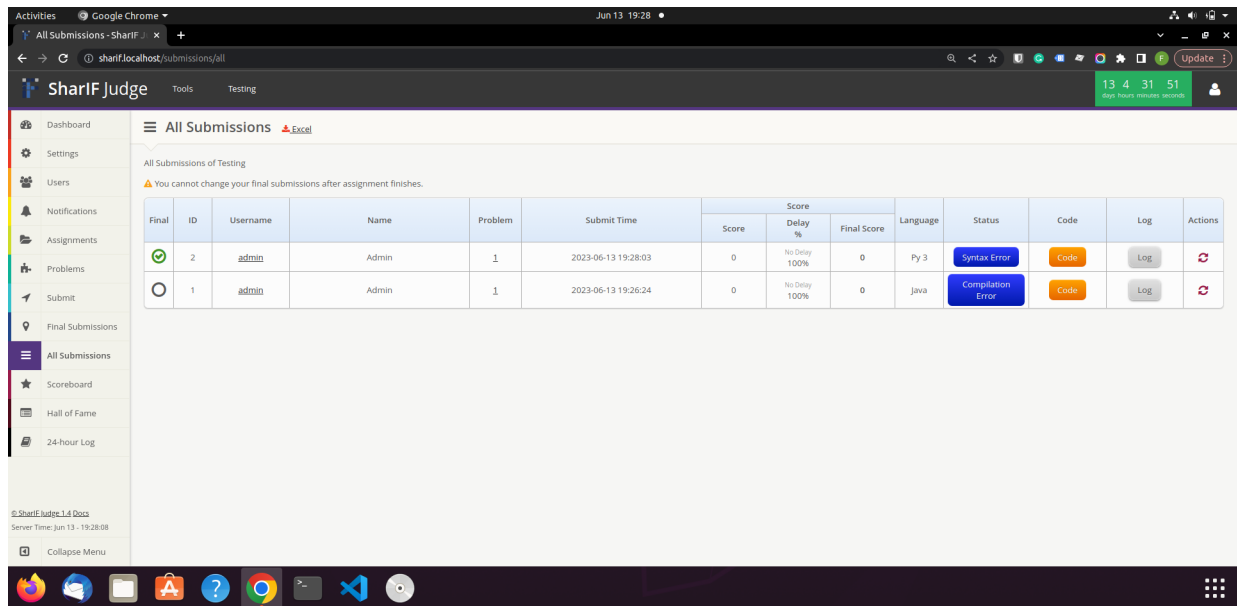 Activities Google Chrome Jun 13 19:28
All Submissions - SharIF J
sharif.localhost/submissions/all Update
SharIF Judge Tools Testing 13 4 31 51
days hours minutes seconds
Dashboard
Settings
Users
Notifications
Assignments
Problems
Submit
Final Submissions
All Submissions
Scoreboard
Hall of Fame
24-hour Log
© SharIF Judge 1.4 Docs
Server Time: Jun 13 - 19:28:08
Collapse Menu
All Submissions Excel
All Submissions of Testing
You cannot change your final submissions after assignment finishes.
Final ID Username Name Problem Submit Time Score Language Status Code Log Actions
Score Delay % Final Score
2 admin Admin 1 2023-06-13 19:28:03 0 No Delay 100% 0 Py 3 Syntax Error Code Log
1 admin Admin 1 2023-06-13 19:26:24 0 No Delay 100% 0 Java Compilation Error Code Log